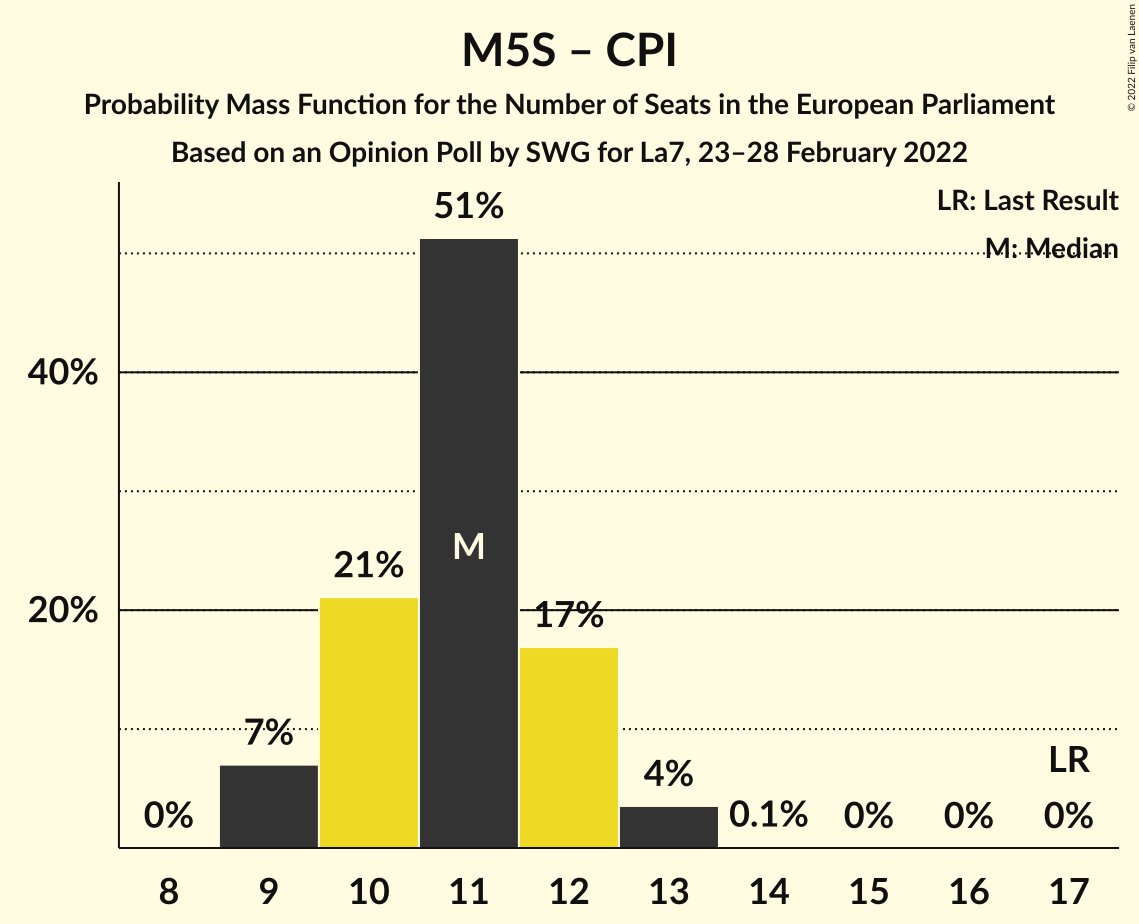 M5S – CPI
Probability Mass Function for the Number of Seats in the European Parliament
Based on an Opinion Poll by SWG for La7, 23–28 February 2022
© 2022 Filip van Laenen
LR: Last Result
M: Median
51%
40%
M
21%
20%
17%
7%
LR
4%
0%
0.1%
0%
0%
0%
8
9
10
11
12
13
14
15
16
17